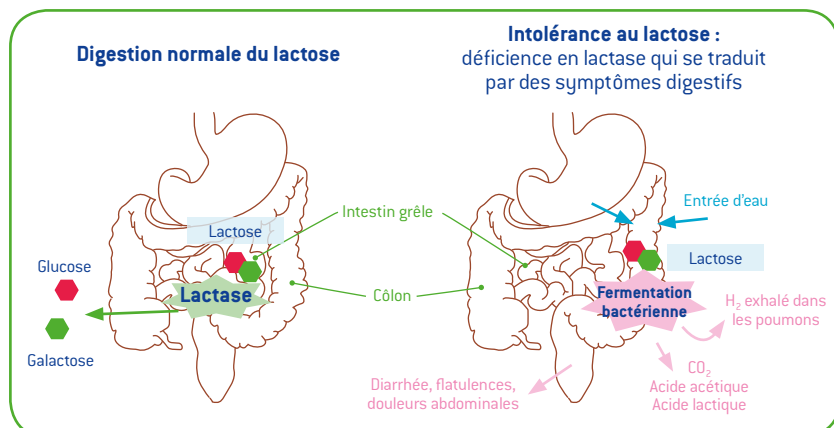 Digestion normale du lactose
Intolérance au lactose :
déficience en lactase qui se traduit
par des symptômes digestifs
Lactose
Glucose
Lactase
Galactose
Intestin grêle
Côlon
Entrée d'eau
Lactose
Fermentation
bactérienne
H₂ exhalé dans
les poumons
CO₂
Acide acétique
Acide lactique
Diarrhée, flatulences,
douleurs abdominales